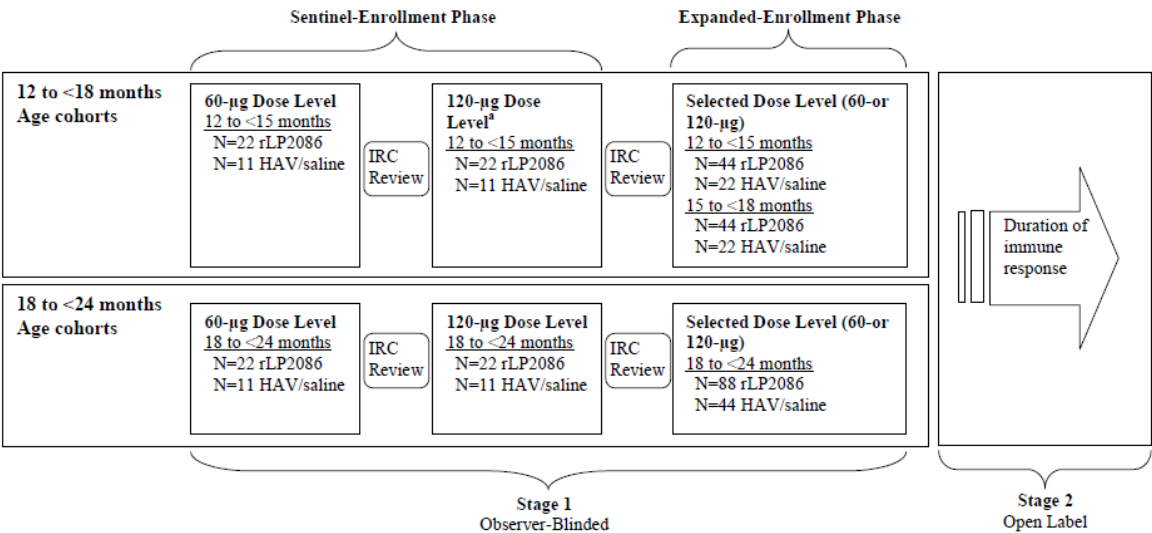 Sentinel-Enrollment Phase
Expanded-Enrollment Phase
12 to <18 months
Age cohorts
60-μg Dose Level
12 to <15 months
N=22 rLP2086
N=11 HAV/saline
IRC
Review
120-μg Dose
Levelª
12 to <15 months
N=22 rLP2086
N=11 HAV/saline
IRC
Review
Selected Dose Level (60-or
120-μg)
12 to <15 months
N=44 rLP2086
N=22 HAV/saline
15 to <18 months
N=44 rLP2086
N=22 HAV/saline
18 to <24 months
Age cohorts
60-μg Dose Level
18 to <24 months
N=22 rLP2086
N=11 HAV/saline
IRC
Review
120-μg Dose Level
18 to <24 months
N=22 rLP2086
N=11 HAV/saline
IRC
Review
Selected Dose Level (60-or
120-μg)
18 to <24 months
N=88 rLP2086
N=44 HAV/saline
Duration of
immune
response
Stage 1
Observer-Blinded
Stage 2
Open Label